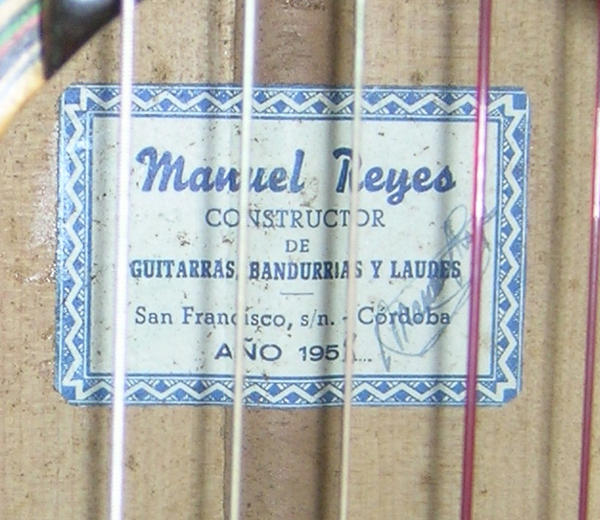 Manuel Reyes
CONSTRUCTOR
DE
GUITARRAS, BANDURRIAS Y LAUDES
San Francisco, s/n. - Córdoba
AÑO 195